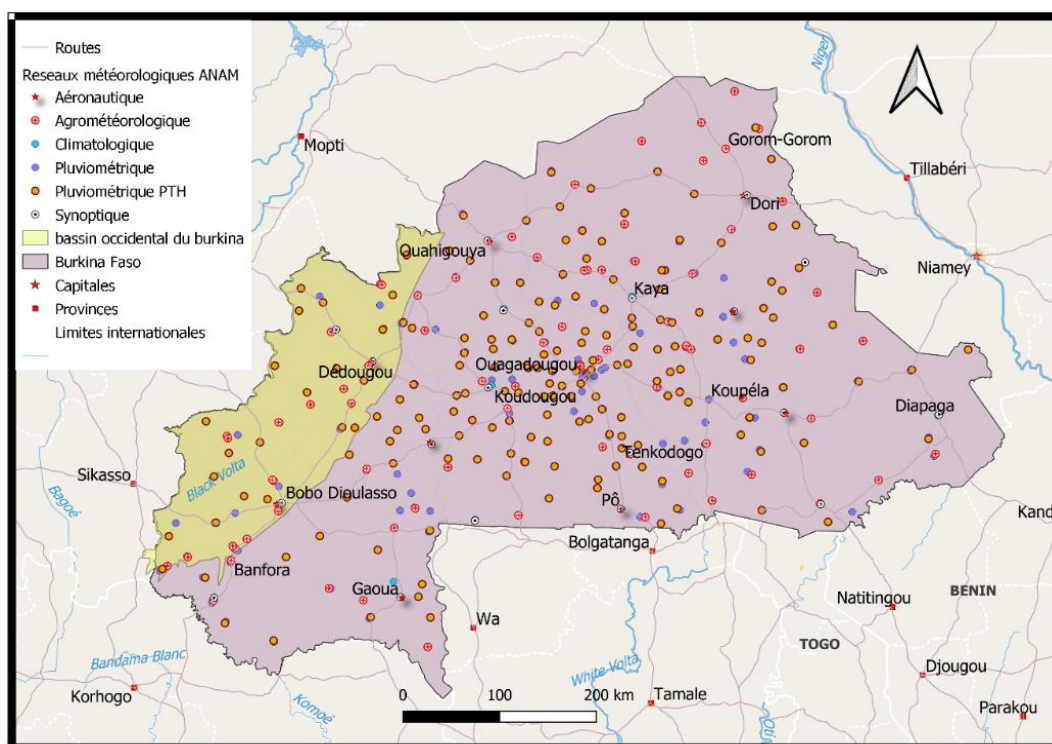 Routes
Reseaux météorologiques ANAM
Aéronautique
Agrométéorologique
Climatologique
Pluviométrique
Pluviométrique PTH
Synoptique
bassin occidental du burkina
Burkina Faso
Capitales
Provinces
Limites internationales
Niger
Mopti
Gorom-Gorom
Tillabéri
Dori
Ouahigouya
Niamey
Kaya
Ouagadougou
Dédougou
Koudougou
Koupéla
Diapaga
Tenkodogo
Sikasso
Black Volta
Bagoé
Bobo Dioulasso
Pô
Kand
Bolgatanga
Banfora
Gaoua
Natitingou
BENIN
Wa
TOGO
Bandama Blanc
White Volta
Djougou
Korhogo
Komoé
0 100 200 km
Tamale
Oti
Parakou